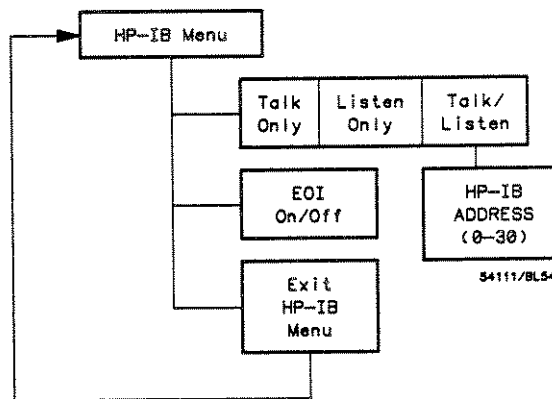 HP-IB Menu
Talk Only
Listen Only
Talk/ Listen
EOI On/Off
HP-IB ADDRESS (0-30)
54111/BL54
Exit HP-IB Menu